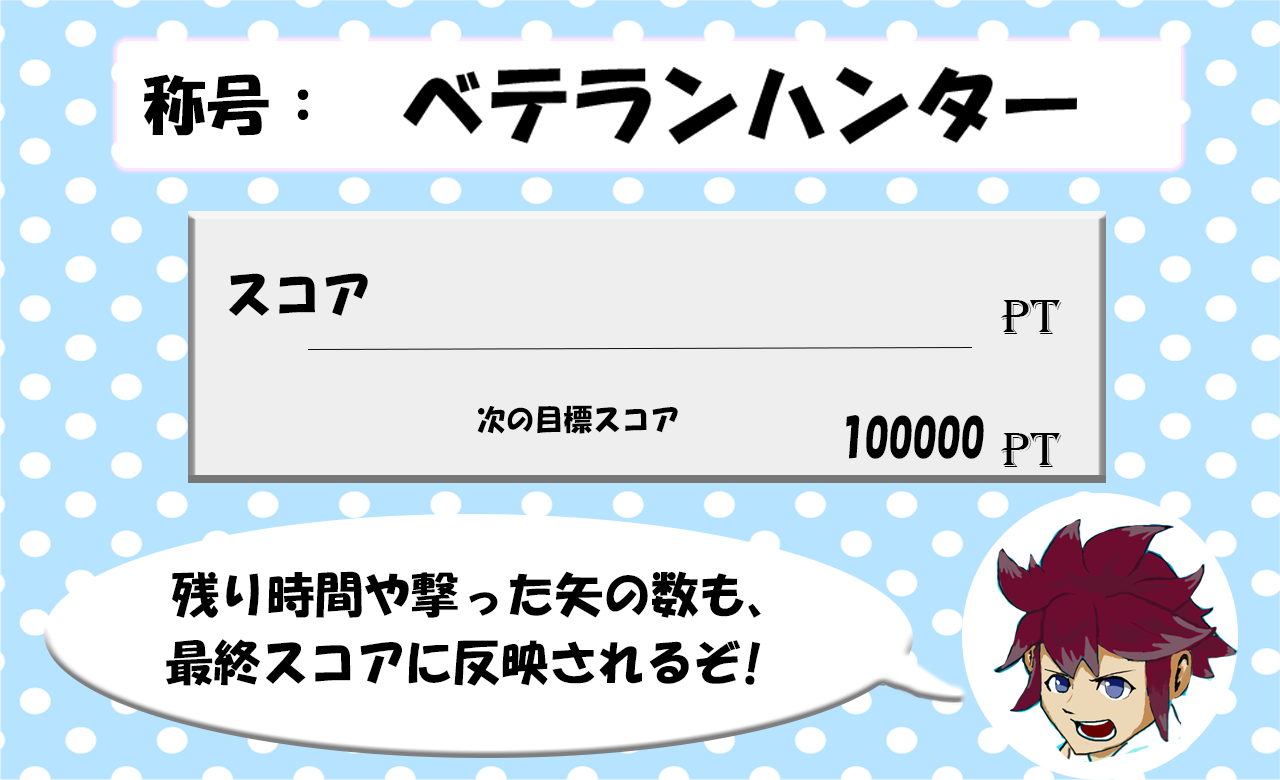 称号： ベテランハンター
スコア
PT
次の目標スコア 100000 PT
残り時間や撃った矢の数も、
最終スコアに反映されるぞ!